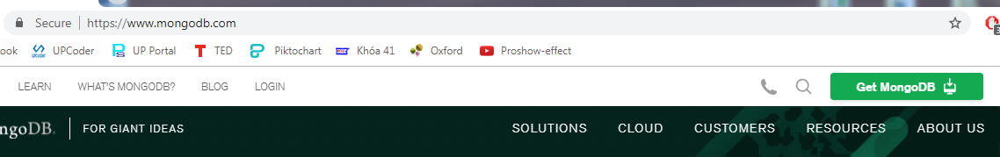 Secure https://www.mongodb.com
ook UPCoder UP Portal TED Piktochart Khóa 41 Oxford Proshow-effect
LEARN WHAT'S MONGODB? BLOG LOGIN Get MongoDB
ngoDB. FOR GIANT IDEAS SOLUTIONS CLOUD CUSTOMERS RESOURCES ABOUT US